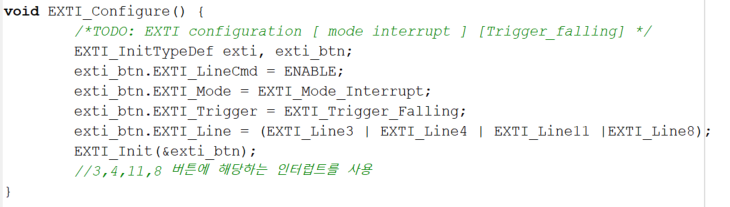 void EXTI_Configure() {
/*TODO: EXTI configuration [ mode interrupt ] [Trigger_falling] */
EXTI_InitTypeDef exti, exti_btn;
exti_btn.EXTI_LineCmd = ENABLE;
exti_btn.EXTI_Mode = EXTI_Mode_Interrupt;
exti_btn.EXTI_Trigger = EXTI_Trigger_Falling;
exti_btn.EXTI_Line = (EXTI_Line3 | EXTI_Line4 | EXTI_Line11 |EXTI_Line8);
EXTI_Init(&exti_btn);
//3,4,11,8 버튼에 해당하는 인터럽트를 사용
}